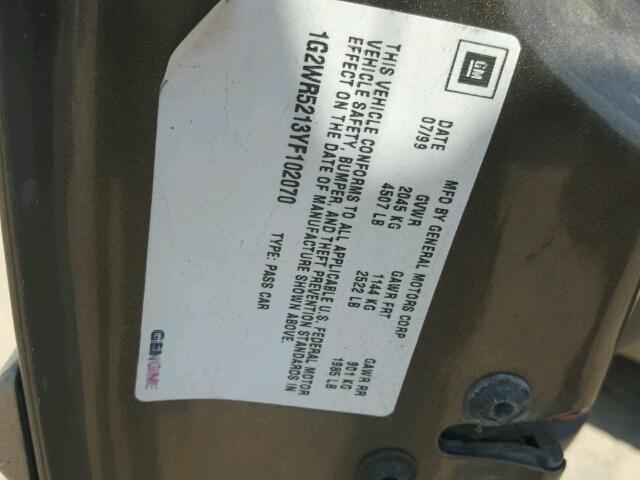 GM
DATE
07/99
MFD BY GENERAL MOTORS CORP
GVWR GAWR FRT GAWR RR
2045 KG 1144 KG 901 KG
4507 LB 2522 LB 1985 LB
THIS VEHICLE CONFORMS TO ALL APPLICABLE U.S. FEDERAL MOTOR
VEHICLE SAFETY, BUMPER, AND THEFT PREVENTION STANDARDS IN
EFFECT ON THE DATE OF MANUFACTURE SHOWN ABOVE.
1G2WR5213YF102070 TYPE: PASS CAR